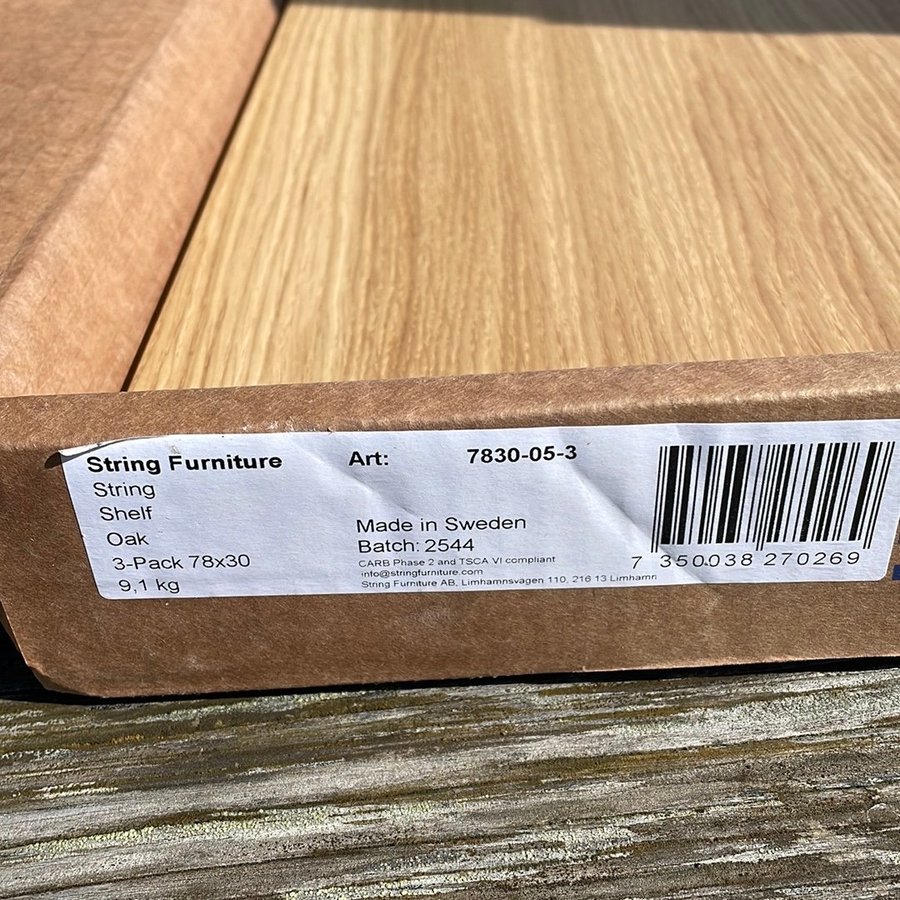 String Furniture
String
Shelf
Oak
3-Pack 78x30
9,1 kg
Art: 7830-05-3
Made in Sweden
Batch: 2544
CARB Phase 2 and TSCA VI compliant
info@stringfurniture.com
String Furniture AB, Limhamnsvägen 110, 216 13 Limhamn
7 350038 270269